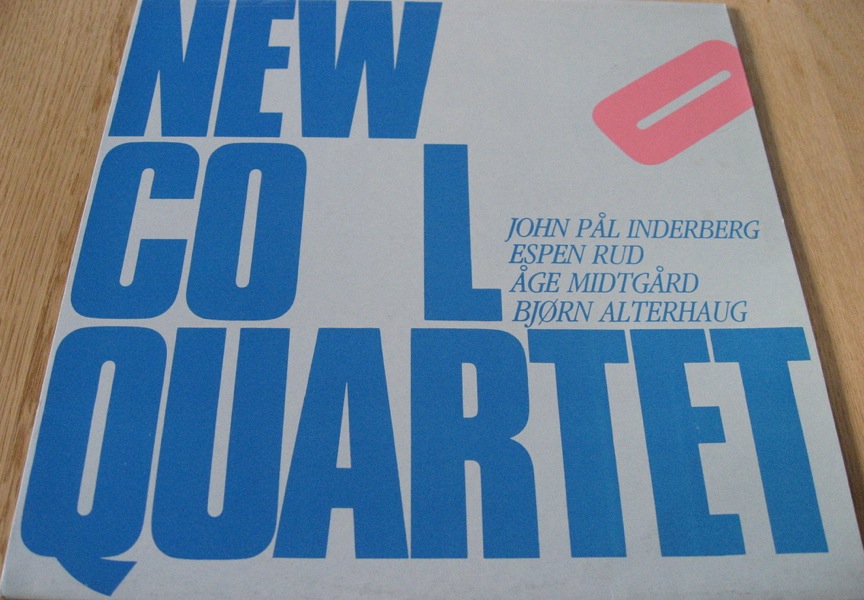 NEW
O
CO L
JOHN PÅL INDERBERG
ESPEN RUD
ÅGE MIDTGÅRD
BJØRN ALTERHAUG
QUARTET